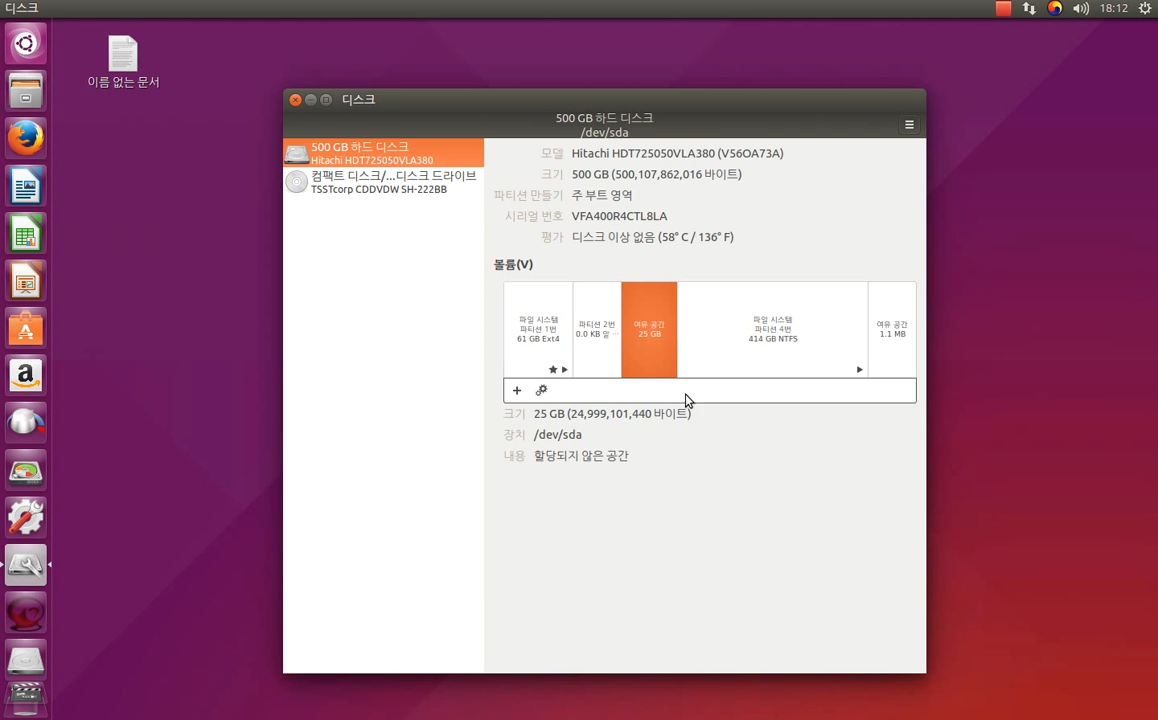 디스크
18:12
이름 없는 문서
디스크
500 GB 하드 디스크
/dev/sda
500 GB 하드 디스크
Hitachi HDT725050VLA380
컴팩트 디스크/...디스크 드라이브
TSSTcorp CDDVDW SH-222BB
모델 Hitachi HDT725050VLA380 (V56OA73A)
크기 500 GB (500,107,862,016 바이트)
파티션 만들기 주 부트 영역
시리얼 번호 VFA400R4CTL8LA
평가 디스크 이상 없음 (58° C / 136° F)
볼륨(V)
파일 시스템
파티션 1번
61 GB Ext4
파티션 2번
0.0 KB 알 ...
여유 공간
25 GB
파일 시스템
파티션 4번
414 GB NTFS
여유 공간
1.1 MB
크기 25 GB (24,999,101,440 바이트)
장치 /dev/sda
내용 할당되지 않은 공간